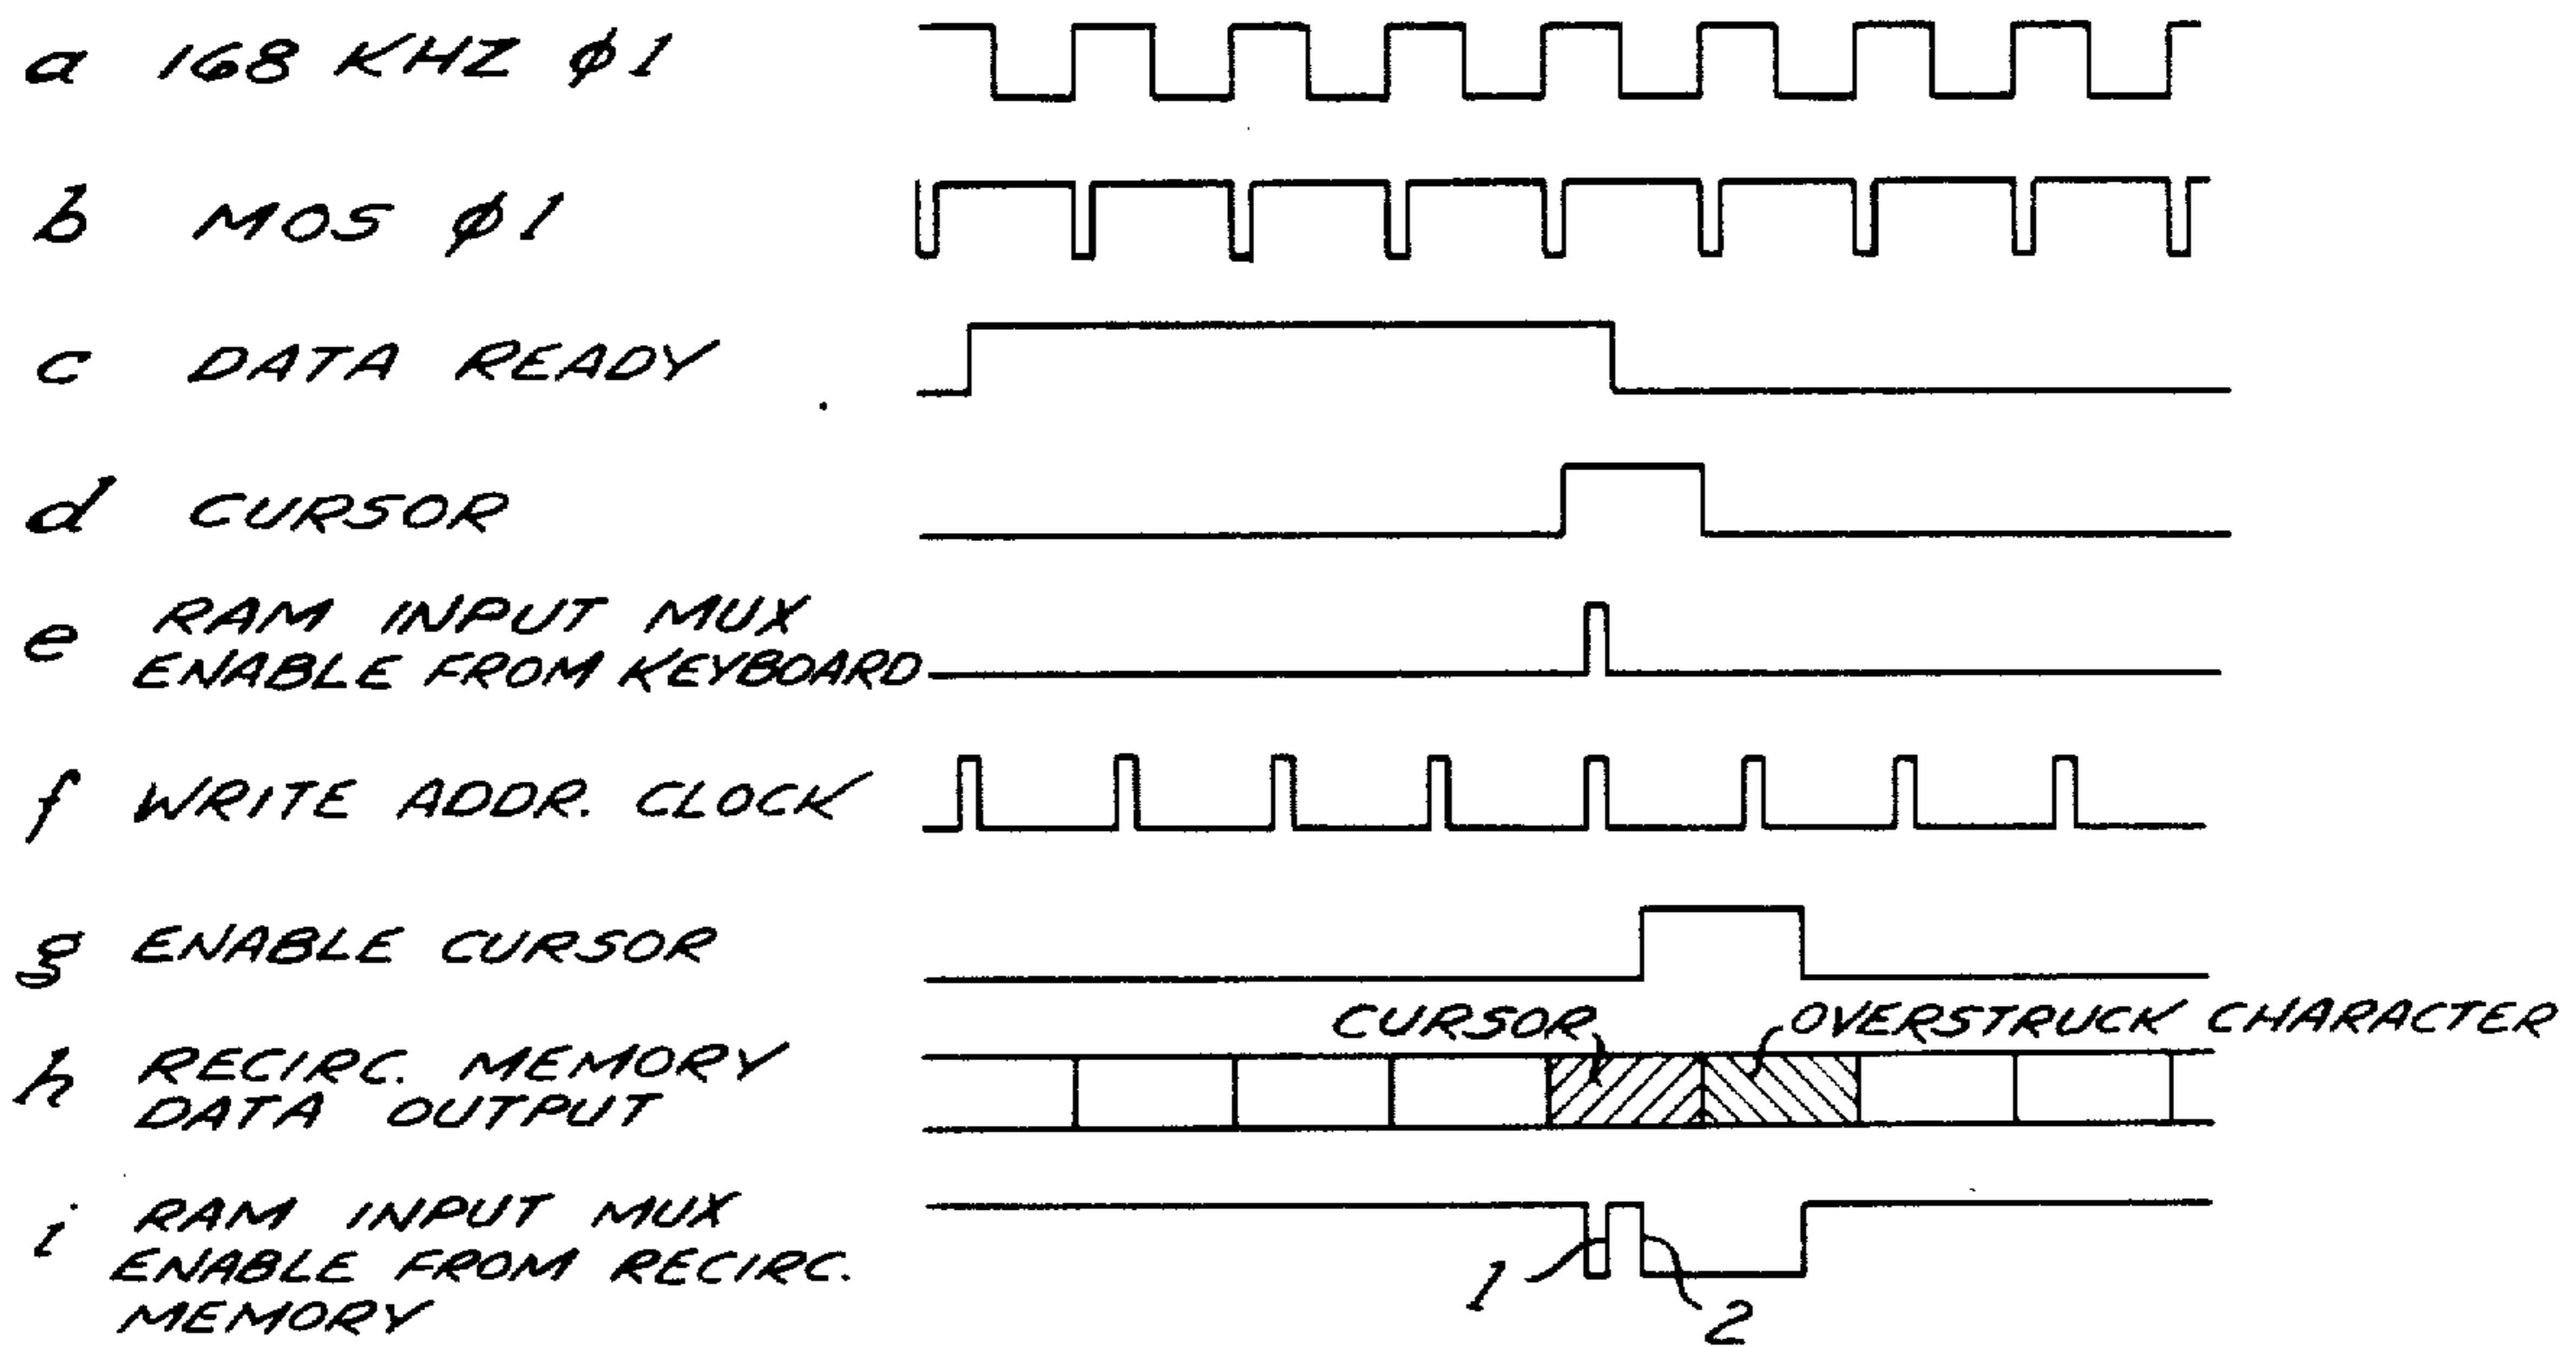 a 168 KHZ φ1
b MOS φ1
c DATA READY
d CURSOR
e RAM INPUT MUX
ENABLE FROM KEYBOARD
f WRITE ADDR. CLOCK
g ENABLE CURSOR
CURSOR OVERSTRUCK CHARACTER
h RECIRC. MEMORY
DATA OUTPUT
i RAM INPUT MUX
ENABLE FROM RECIRC.
MEMORY
1 2